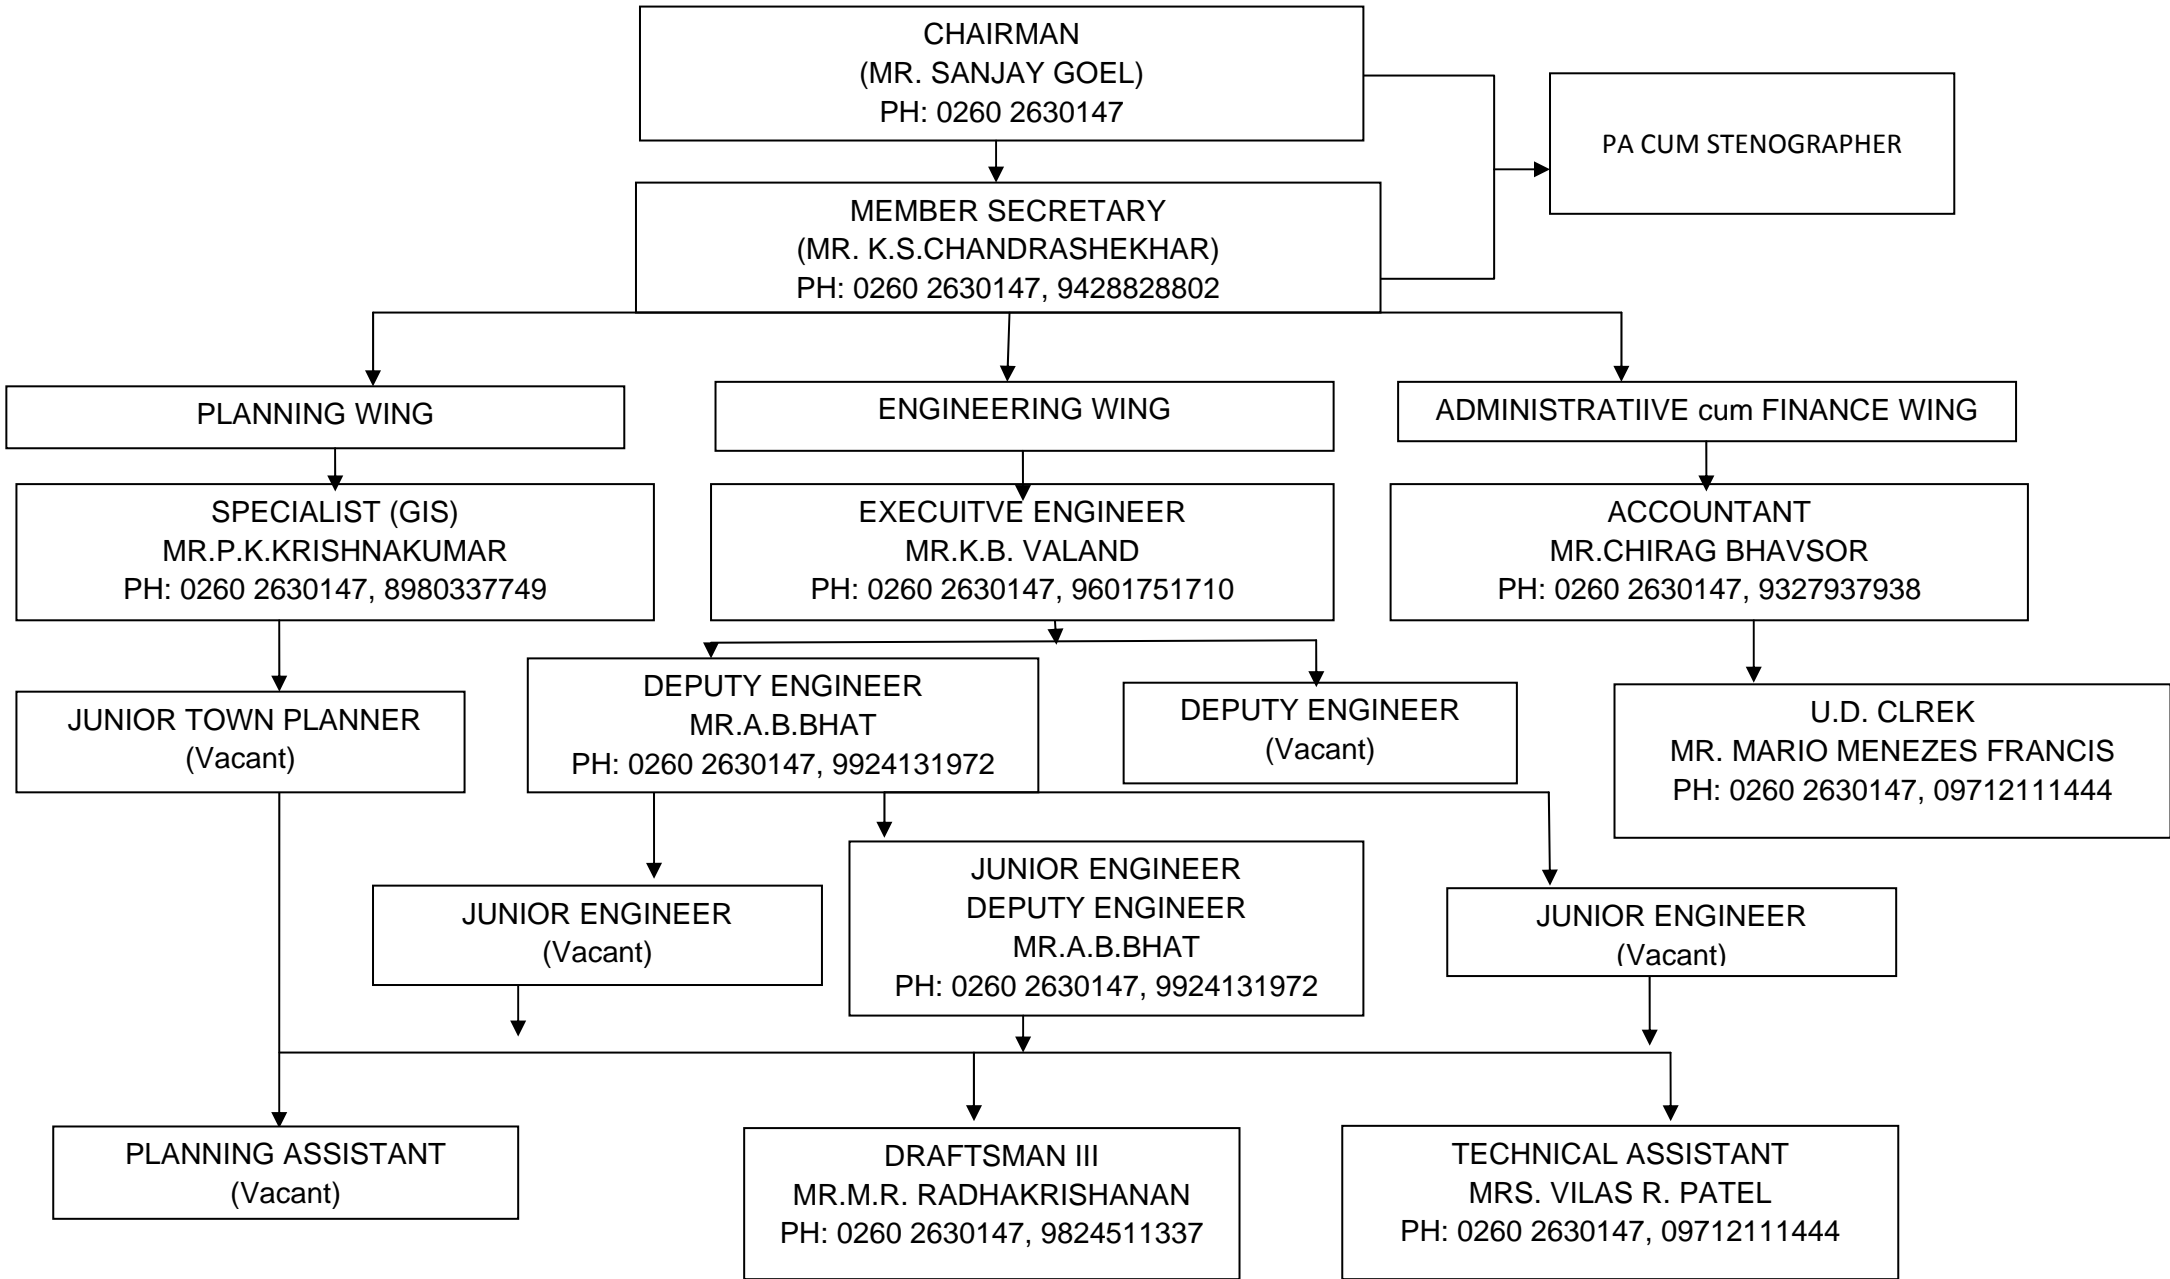 CHAIRMAN
(MR. SANJAY GOEL)
PH: 0260 2630147
PA CUM STENOGRAPHER
MEMBER SECRETARY
(MR. K.S.CHANDRASHEKHAR)
PH: 0260 2630147, 9428828802
PLANNING WING
ENGINEERING WING
ADMINISTRATIIVE cum FINANCE WING
SPECIALIST (GIS)
MR.P.K.KRISHNAKUMAR
PH: 0260 2630147, 8980337749
EXECUITVE ENGINEER
MR.K.B. VALAND
PH: 0260 2630147, 9601751710
ACCOUNTANT
MR.CHIRAG BHAVSOR
PH: 0260 2630147, 9327937938
JUNIOR TOWN PLANNER
(Vacant)
DEPUTY ENGINEER
MR.A.B.BHAT
PH: 0260 2630147, 9924131972
DEPUTY ENGINEER
(Vacant)
U.D. CLREK
MR. MARIO MENEZES FRANCIS
PH: 0260 2630147, 09712111444
JUNIOR ENGINEER
(Vacant)
JUNIOR ENGINEER
DEPUTY ENGINEER
MR.A.B.BHAT
PH: 0260 2630147, 9924131972
JUNIOR ENGINEER
(Vacant)
PLANNING ASSISTANT
(Vacant)
DRAFTSMAN III
MR.M.R. RADHAKRISHANAN
PH: 0260 2630147, 9824511337
TECHNICAL ASSISTANT
MRS. VILAS R. PATEL
PH: 0260 2630147, 09712111444